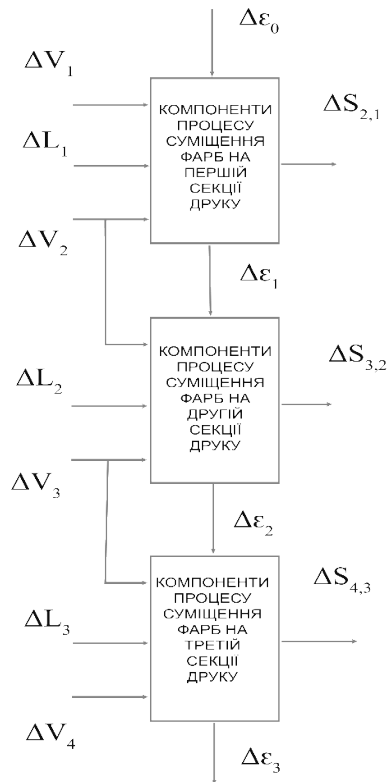 Δε₀
ΔV₁
КОМПОНЕНТИ
ПРОЦЕСУ
СУМІЩЕННЯ
ФАРБ НА
ПЕРШІЙ
СЕКЦІЇ
ДРУКУ
ΔS₂,₁
ΔL₁
ΔV₂
Δε₁
КОМПОНЕНТИ
ПРОЦЕСУ
СУМІЩЕННЯ
ФАРБ НА
ДРУГІЙ
СЕКЦІЇ
ДРУКУ
ΔS₃,₂
ΔL₂
ΔV₃
Δε₂
КОМПОНЕНТИ
ПРОЦЕСУ
СУМІЩЕННЯ
ФАРБ НА
ТРЕТІЙ
СЕКЦІЇ
ДРУКУ
ΔS₄,₃
ΔL₃
ΔV₄
Δε₃